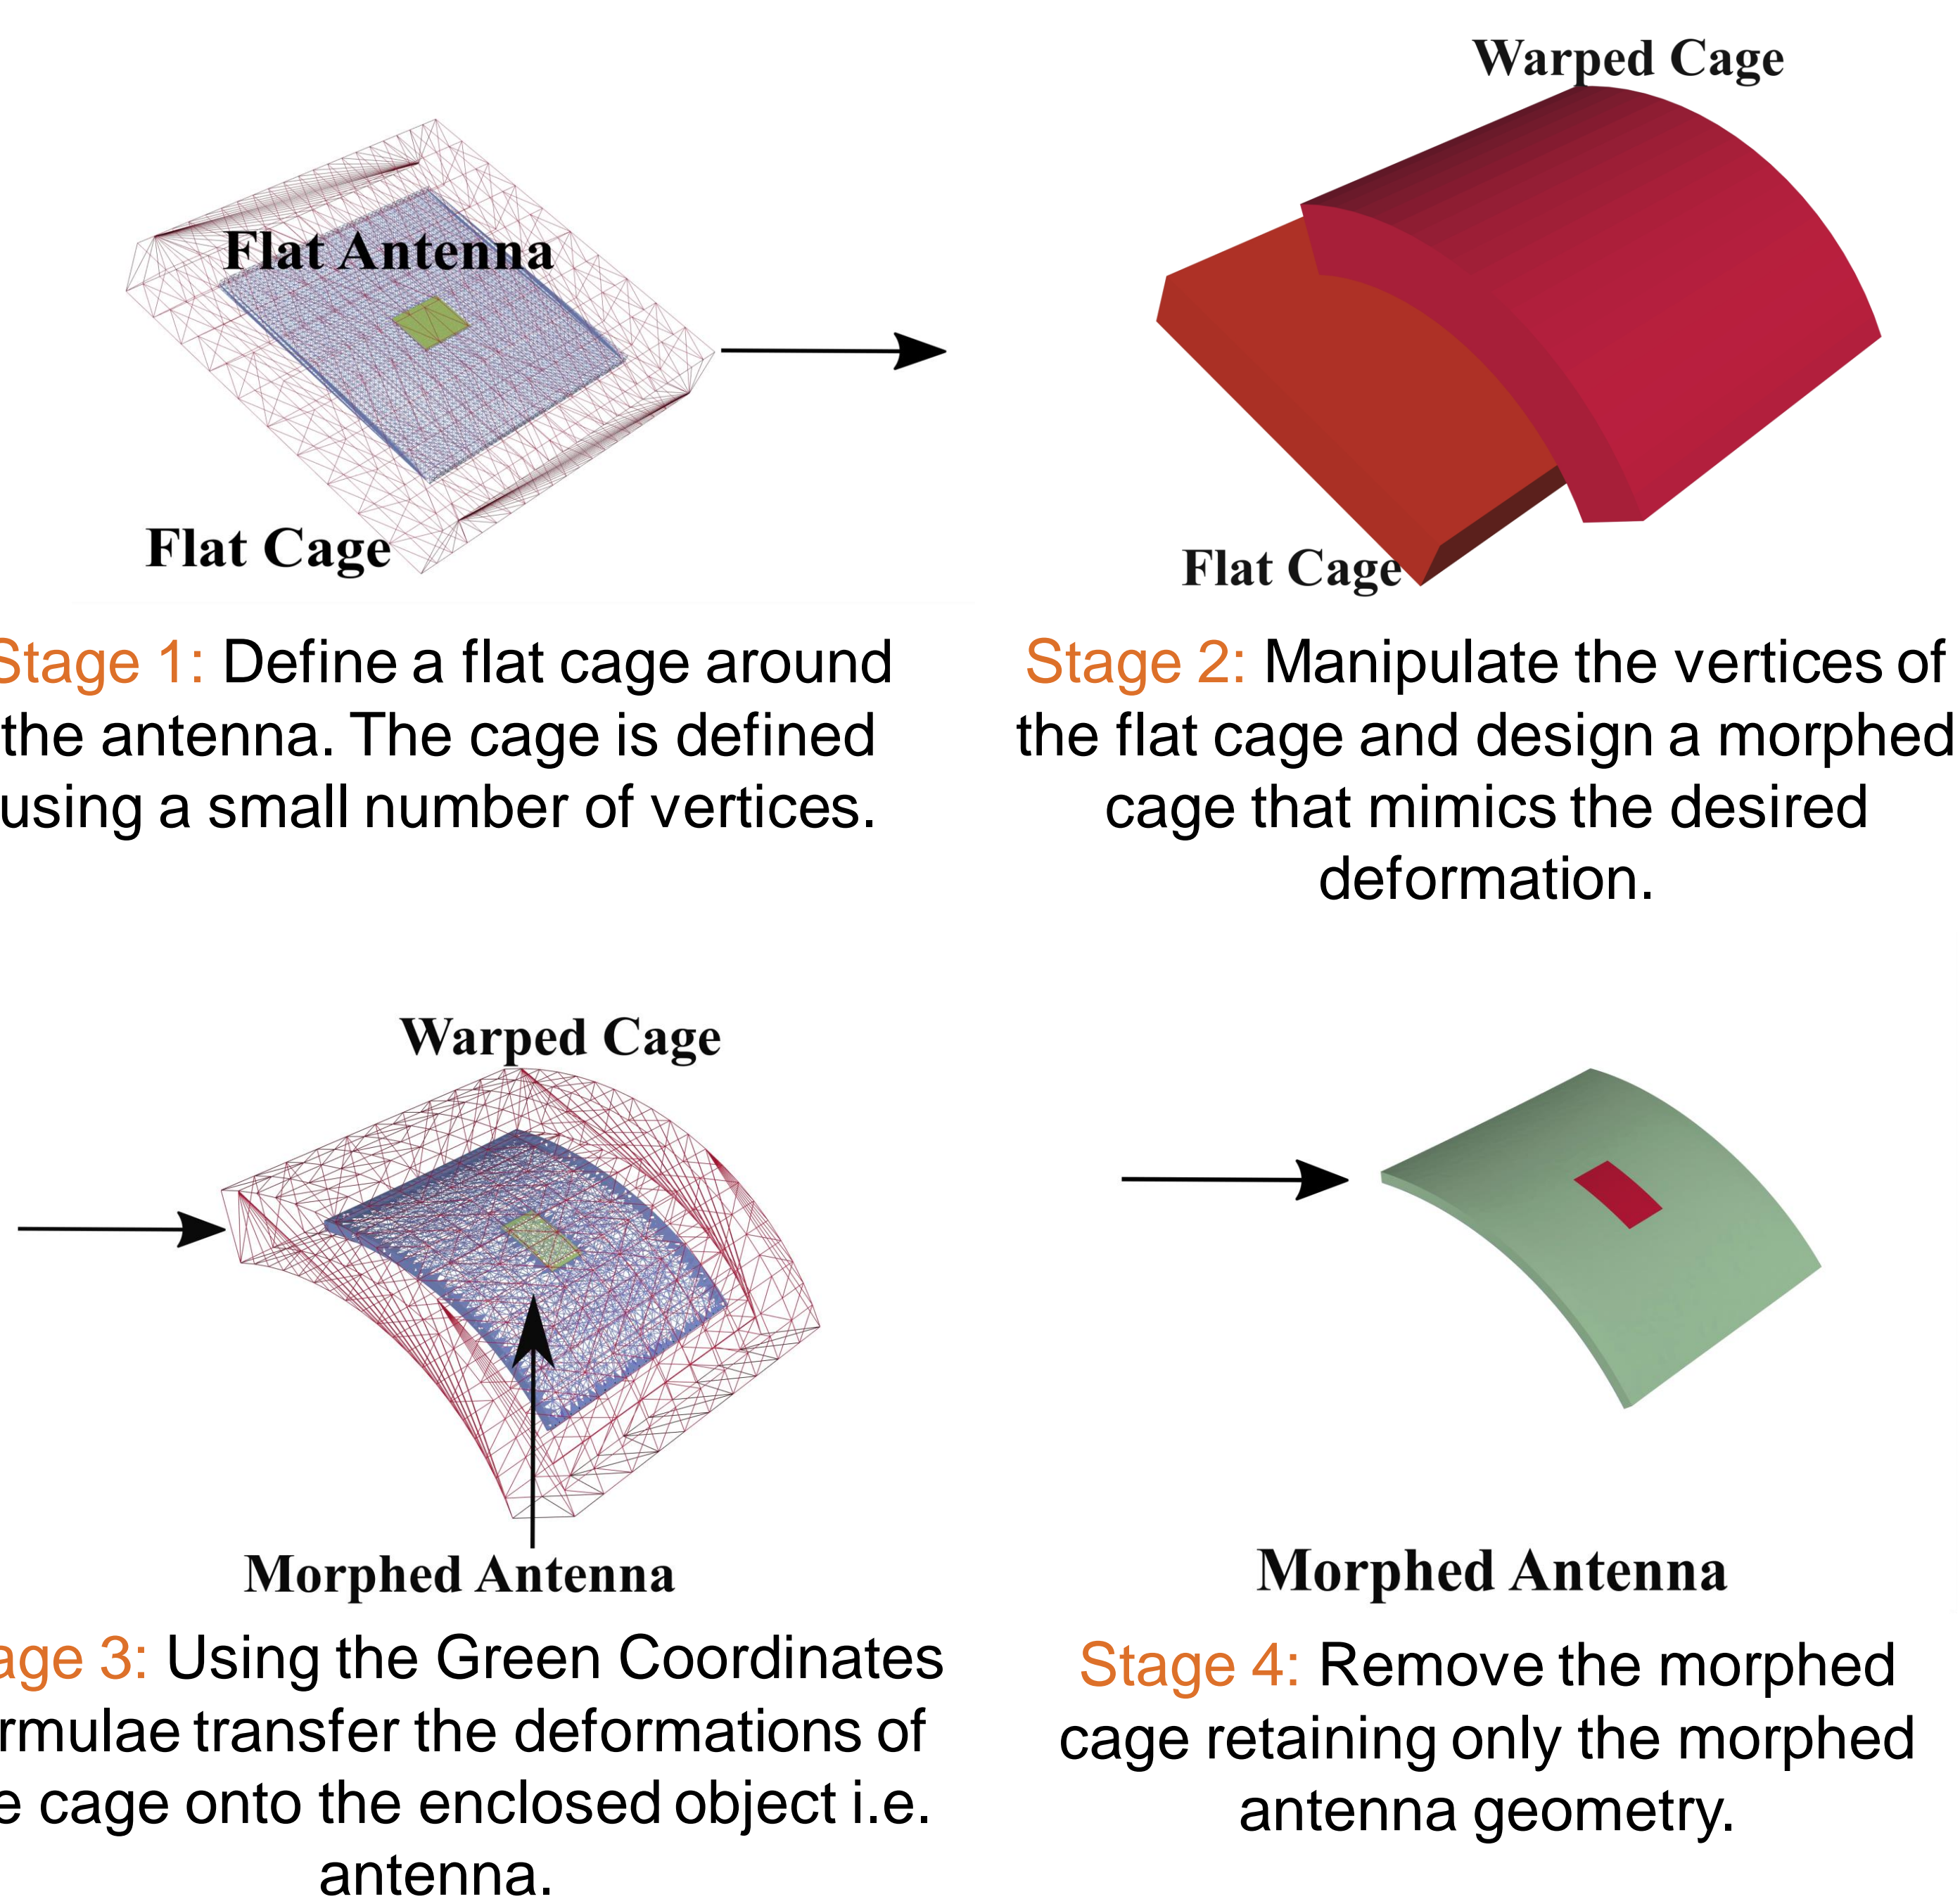 Flat Antenna
Flat Cage
Stage 1: Define a flat cage around
the antenna. The cage is defined
using a small number of vertices.
Warped Cage
Flat Cage
Stage 2: Manipulate the vertices of
the flat cage and design a morphed
cage that mimics the desired
deformation.
Warped Cage
Morphed Antenna
age 3: Using the Green Coordinates
rmulae transfer the deformations of
e cage onto the enclosed object i.e.
antenna.
Morphed Antenna
Stage 4: Remove the morphed
cage retaining only the morphed
antenna geometry.